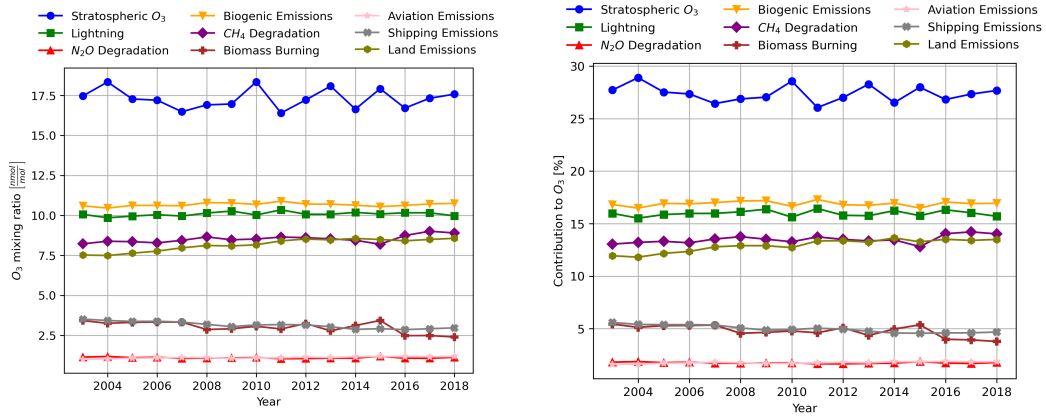 Stratospheric O₃ Biogenic Emissions Aviation Emissions
Lightning CH₄ Degradation Shipping Emissions
N₂O Degradation Biomass Burning Land Emissions
17.5
15.0
12.5
10.0
7.5
5.0
2.5
O₃ mixing ratio [nmol/mol]
2004 2006 2008 2010 2012 2014 2016 2018
Year
Stratospheric O₃ Biogenic Emissions Aviation Emissions
Lightning CH₄ Degradation Shipping Emissions
N₂O Degradation Biomass Burning Land Emissions
30
25
20
15
10
5
Contribution to O₃ [%]
2004 2006 2008 2010 2012 2014 2016 2018
Year